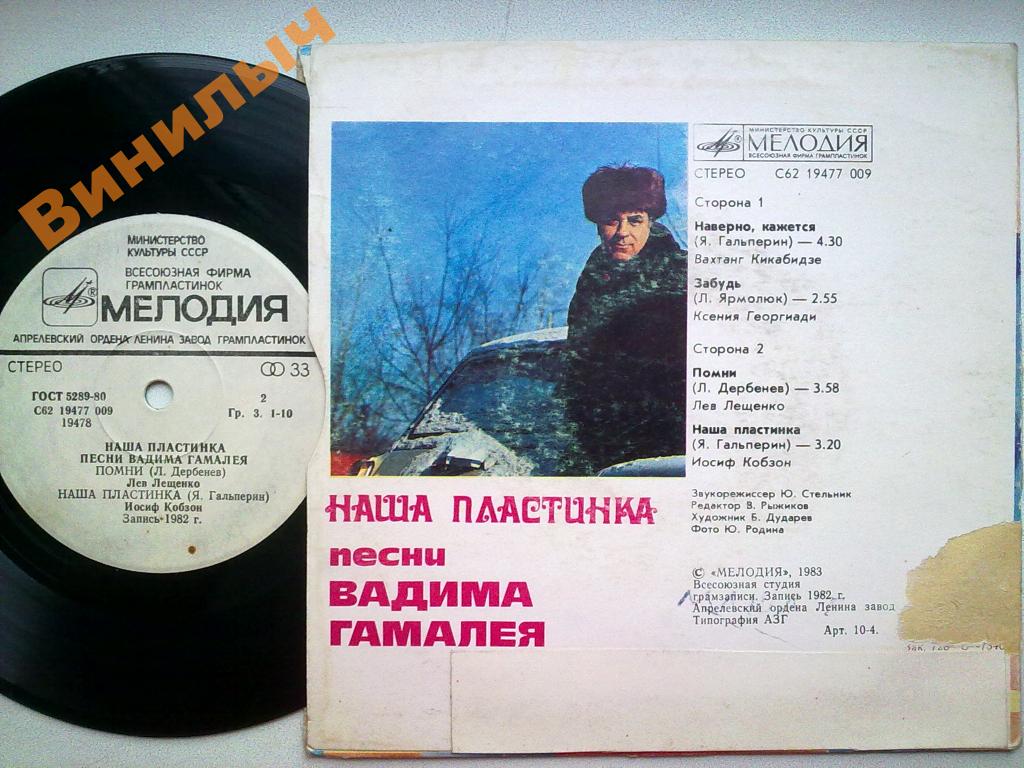 Винилыч
МИНИСТЕРСТВО
КУЛЬТУРЫ СССР
ВСЕСОЮЗНАЯ ФИРМА
ГРАМПЛАСТИНОК
МЕЛОДИЯ
АПРЕЛЕВСКИЙ ОРДЕНА ЛЕНИНА ЗАВОД ГРАМПЛАСТИНОК
СТЕРЕО 33
ГОСТ 5289-80 2
С62 19477 009 Гр. 3. 1-10
19478
НАША ПЛАСТИНКА
ПЕСНИ ВАДИМА ГАМАЛЕЯ
ПОМНИ (Л. Дербенев)
Лев Лещенко
НАША ПЛАСТИНКА (Я. Гальперин)
Иосиф Кобзон
Запись 1982 г.
МИНИСТЕРСТВО КУЛЬТУРЫ СССР
МЕЛОДИЯ
ВСЕСОЮЗНАЯ ФИРМА ГРАМПЛАСТИНОК
СТЕРЕО С62 19477 009
Сторона 1
Наверно, кажется
(Я. Гальперин) — 4.30
Вахтанг Кикабидзе
Забудь
(Л. Ярмолюк) — 2.55
Ксения Георгиади
Сторона 2
Помни
(Л. Дербенев) — 3.58
Лев Лещенко
Наша пластинка
(Я. Гальперин) — 3.20
Иосиф Кобзон
Звукорежиссер Ю. Стельник
Редактор В. Рыжиков
Художник Б. Дударев
Фото Ю. Родина
© «МЕЛОДИЯ», 1983
Всесоюзная студия
грамзаписи. Запись 1982 г.
Апрелевский ордена Ленина завод
Типография АЗГ
Арт. 10-4.
НАША ПЛАСТИНКА
песни
ВАДИМА
ГАМАЛЕЯ